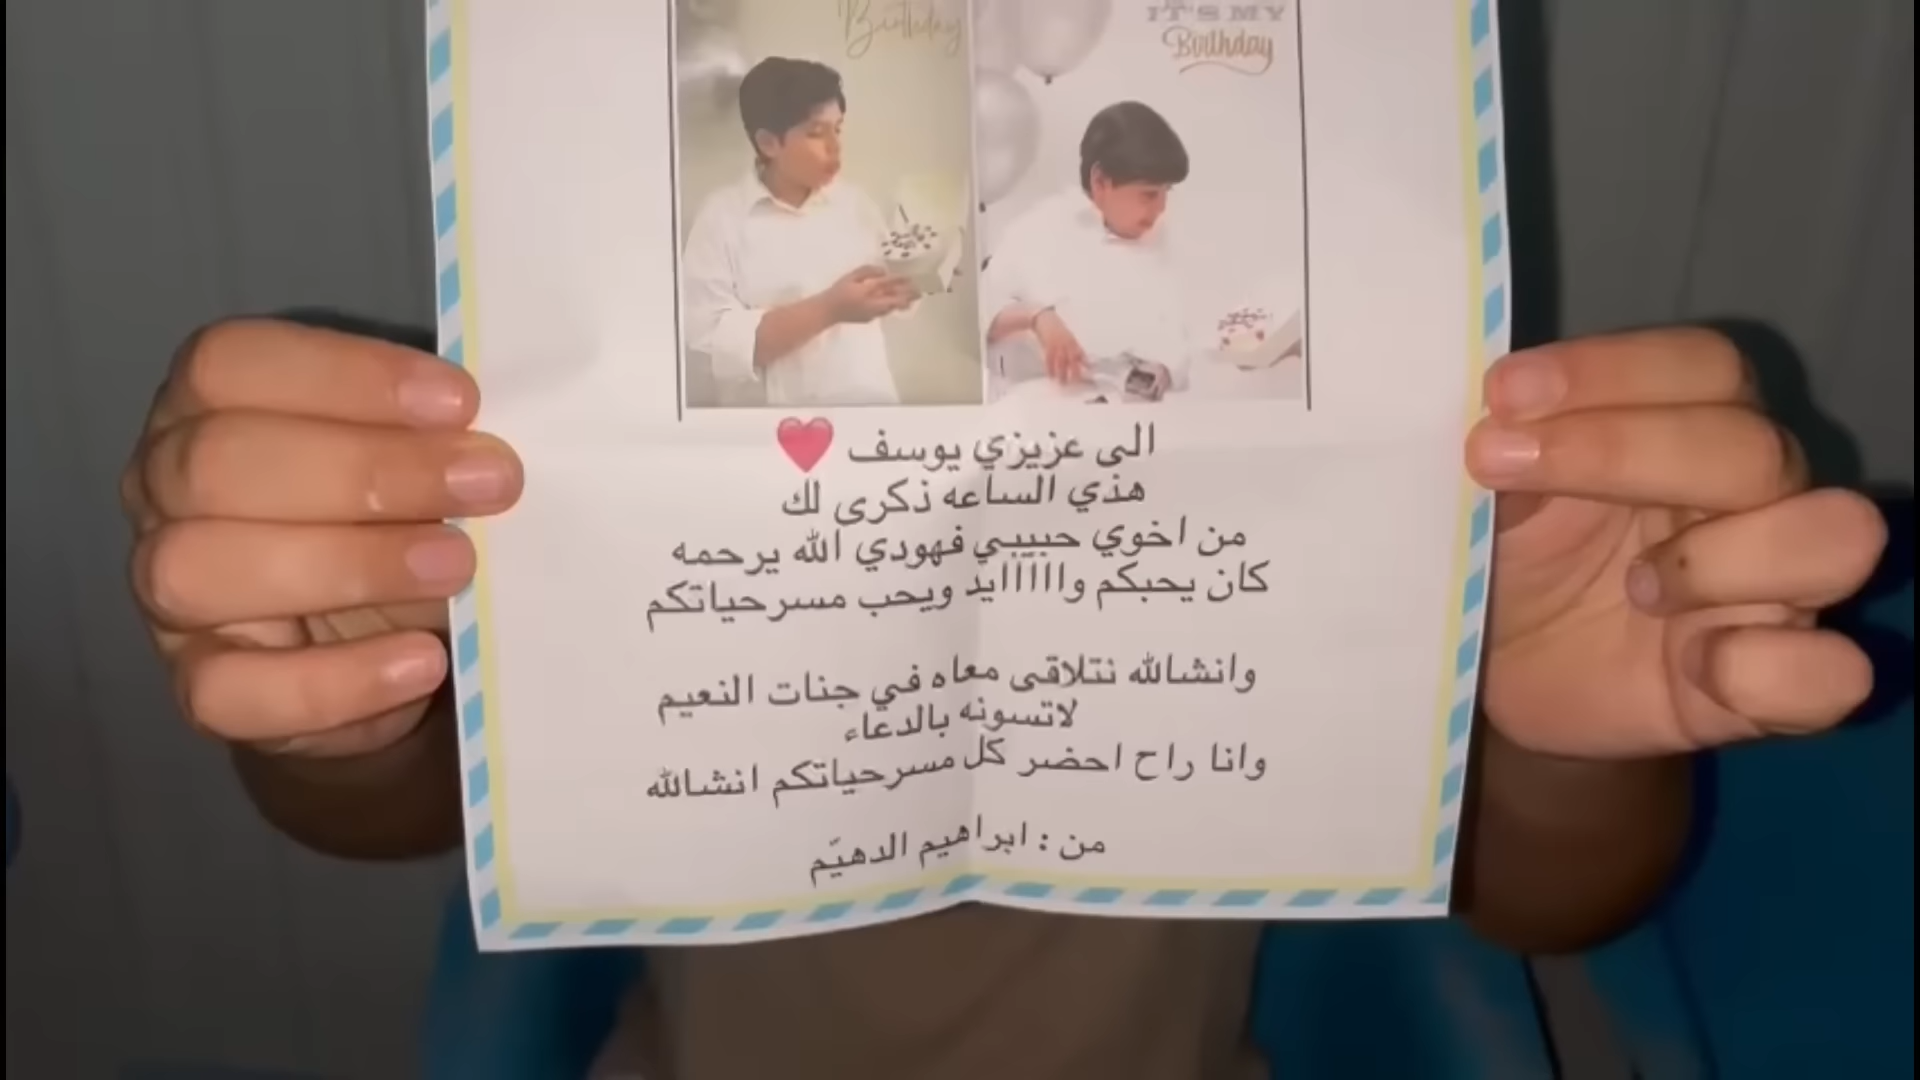 Birthday
IT'S MY
Birthday
الى عزيزي يوسف 💗
هذي الساعه ذكرى لك
من اخوي حبيبي فهودي الله يرحمه
كان يحبكم واااااايد ويحب مسرحياتكم
وانشالله نتلاقى معاه في جنات النعيم
لاتسونه بالدعاء
وانا راح احضر كل مسرحياتكم انشالله
من : ابراهيم الدهيّم